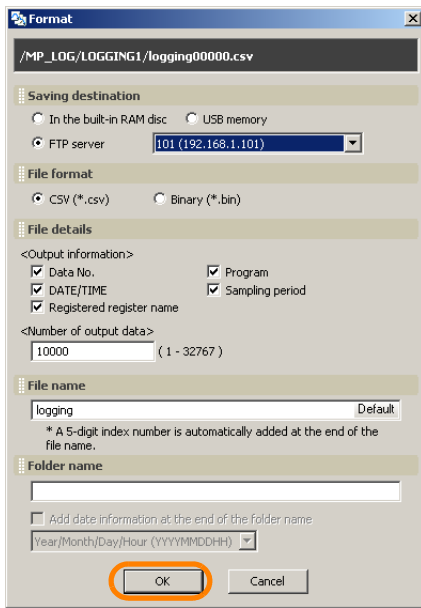 Format
/MP_LOG/LOGGING1/logging00000.csv
Saving destination
In the built-in RAM disc USB memory
FTP server 101 (192.168.1.101)
File format
CSV (*.csv) Binary (*.bin)
File details
<Output information>
Data No. Program
DATE/TIME Sampling period
Registered register name
<Number of output data>
10000 ( 1 - 32767 )
File name
logging Default
* A 5-digit index number is automatically added at the end of the
file name.
Folder name
Add date information at the end of the folder name
Year/Month/Day/Hour (YYYYMMDDHH)
OK Cancel